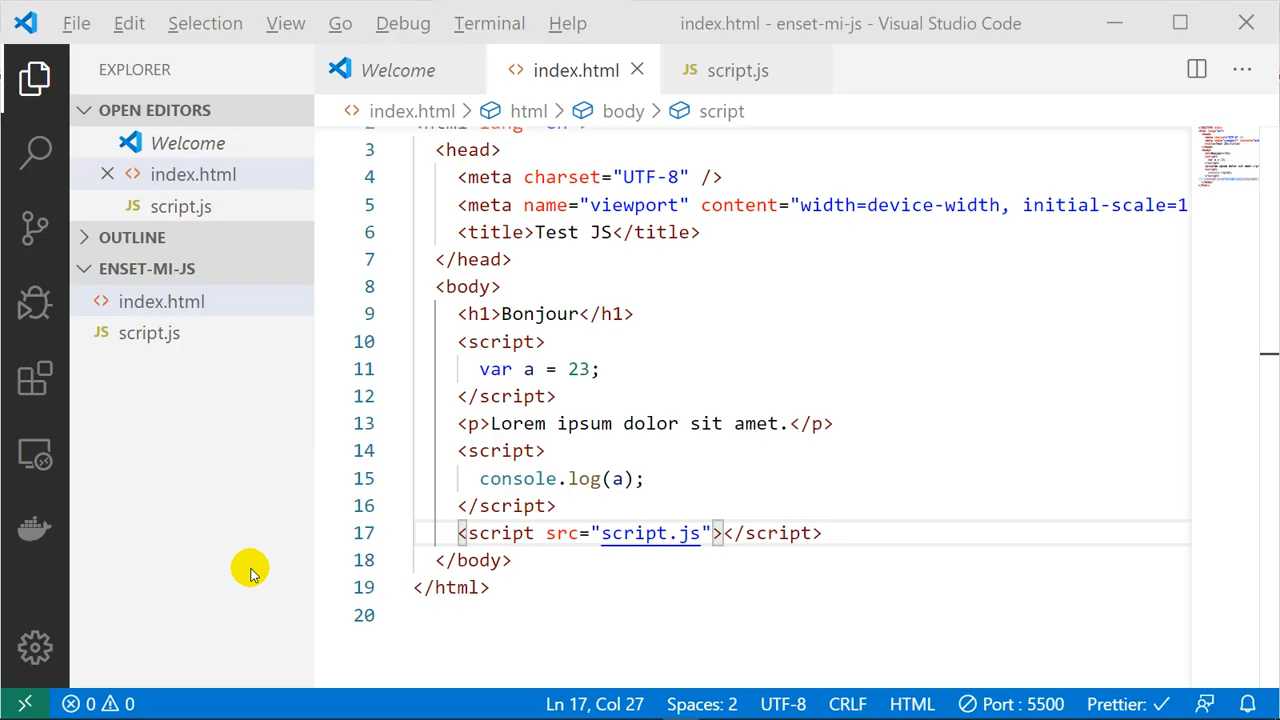 File Edit Selection View Go Debug Terminal Help index.html - enset-mi-js - Visual Studio Code
EXPLORER
OPEN EDITORS
Welcome
index.html
JS script.js
OUTLINE
ENSET-MI-JS
index.html
JS script.js
Welcome index.html JS script.js
index.html > html > body > script
3 <head>
4 <meta charset="UTF-8" />
5 <meta name="viewport" content="width=device-width, initial-scale=1
6 <title>Test JS</title>
7 </head>
8 <body>
9 <h1>Bonjour</h1>
10 <script>
11 var a = 23;
12 </script>
13 <p>Lorem ipsum dolor sit amet.</p>
14 <script>
15 console.log(a);
16 </script>
17 <script src="script.js"></script>
18 </body>
19 </html>
20
0 0 Ln 17, Col 27 Spaces: 2 UTF-8 CRLF HTML Port : 5500 Prettier: ✓